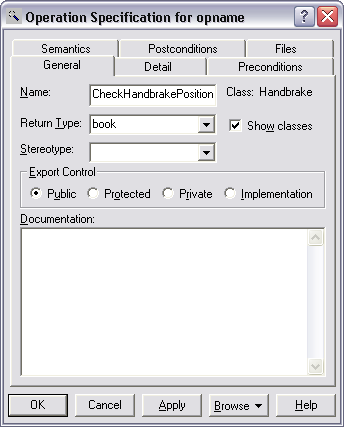 Operation Specification for opname
Semantics Postconditions Files
General Detail Preconditions
Name: CheckHandbrakePosition Class: Handbrake
Return Type: book Show classes
Stereotype:
Export Control
Public Protected Private Implementation
Documentation:
OK Cancel Apply Browse Help